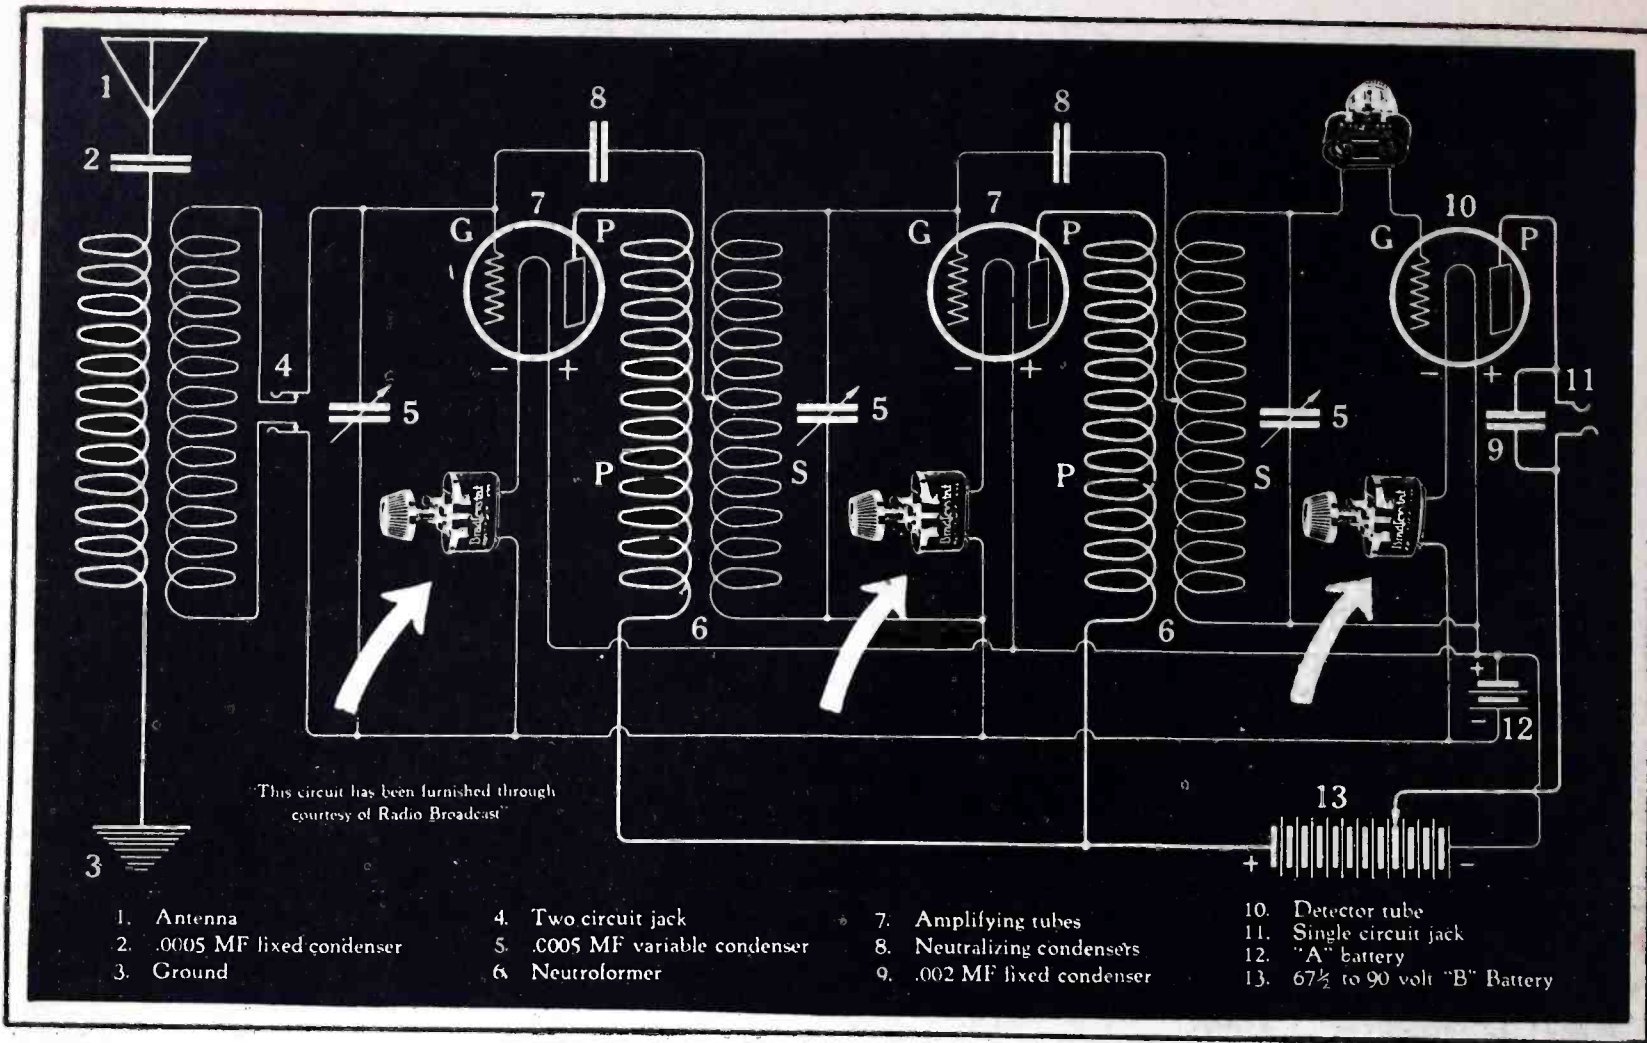 1
2
3
4
5
7
8
G
P
- +
P
S
6
5
7
8
G
P
- +
P
S
6
5
10
G
P
- +
9
11
+
-
12
13
+ -
Bradleystat
Bradleystat
Bradleystat
"This circuit has been furnished through
courtesy of Radio Broadcast"
1. Antenna
2. .0005 MF fixed condenser
3. Ground
4. Two circuit jack
5. .0005 MF variable condenser
6. Neutroformer
7. Amplifying tubes
8. Neutralizing condensers
9. .002 MF fixed condenser
10. Detector tube
11. Single circuit jack
12. "A" battery
13. 67½ to 90 volt "B" Battery